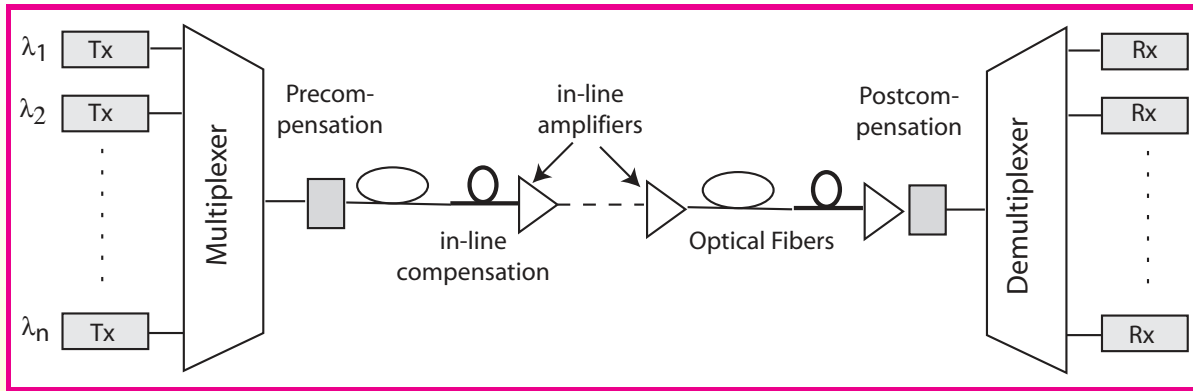 λ1
Tx
λ2
Tx
λn
Tx
Multiplexer
Precom-
pensation
in-line
compensation
in-line
amplifiers
Optical Fibers
Postcom-
pensation
Demultiplexer
Rx
Rx
Rx